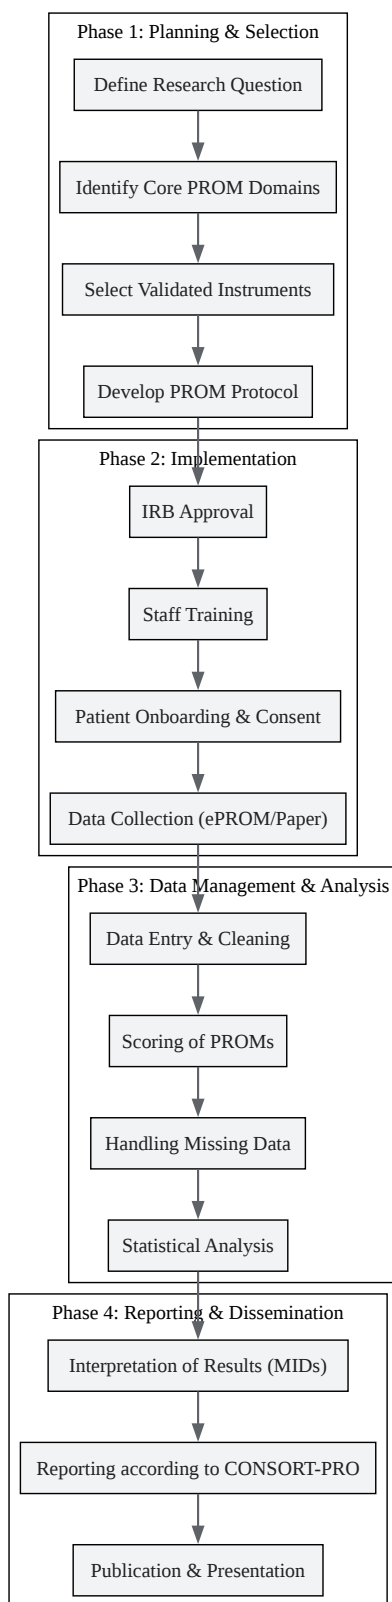 Phase 1: Planning & Selection
Define Research Question
Identify Core PROM Domains
Select Validated Instruments
Develop PROM Protocol
Phase 2: Implementation
IRB Approval
Staff Training
Patient Onboarding & Consent
Data Collection (ePROM/Paper)
Phase 3: Data Management & Analysis
Data Entry & Cleaning
Scoring of PROMs
Handling Missing Data
Statistical Analysis
Phase 4: Reporting & Dissemination
Interpretation of Results (MIDs)
Reporting according to CONSORT-PRO
Publication & Presentation